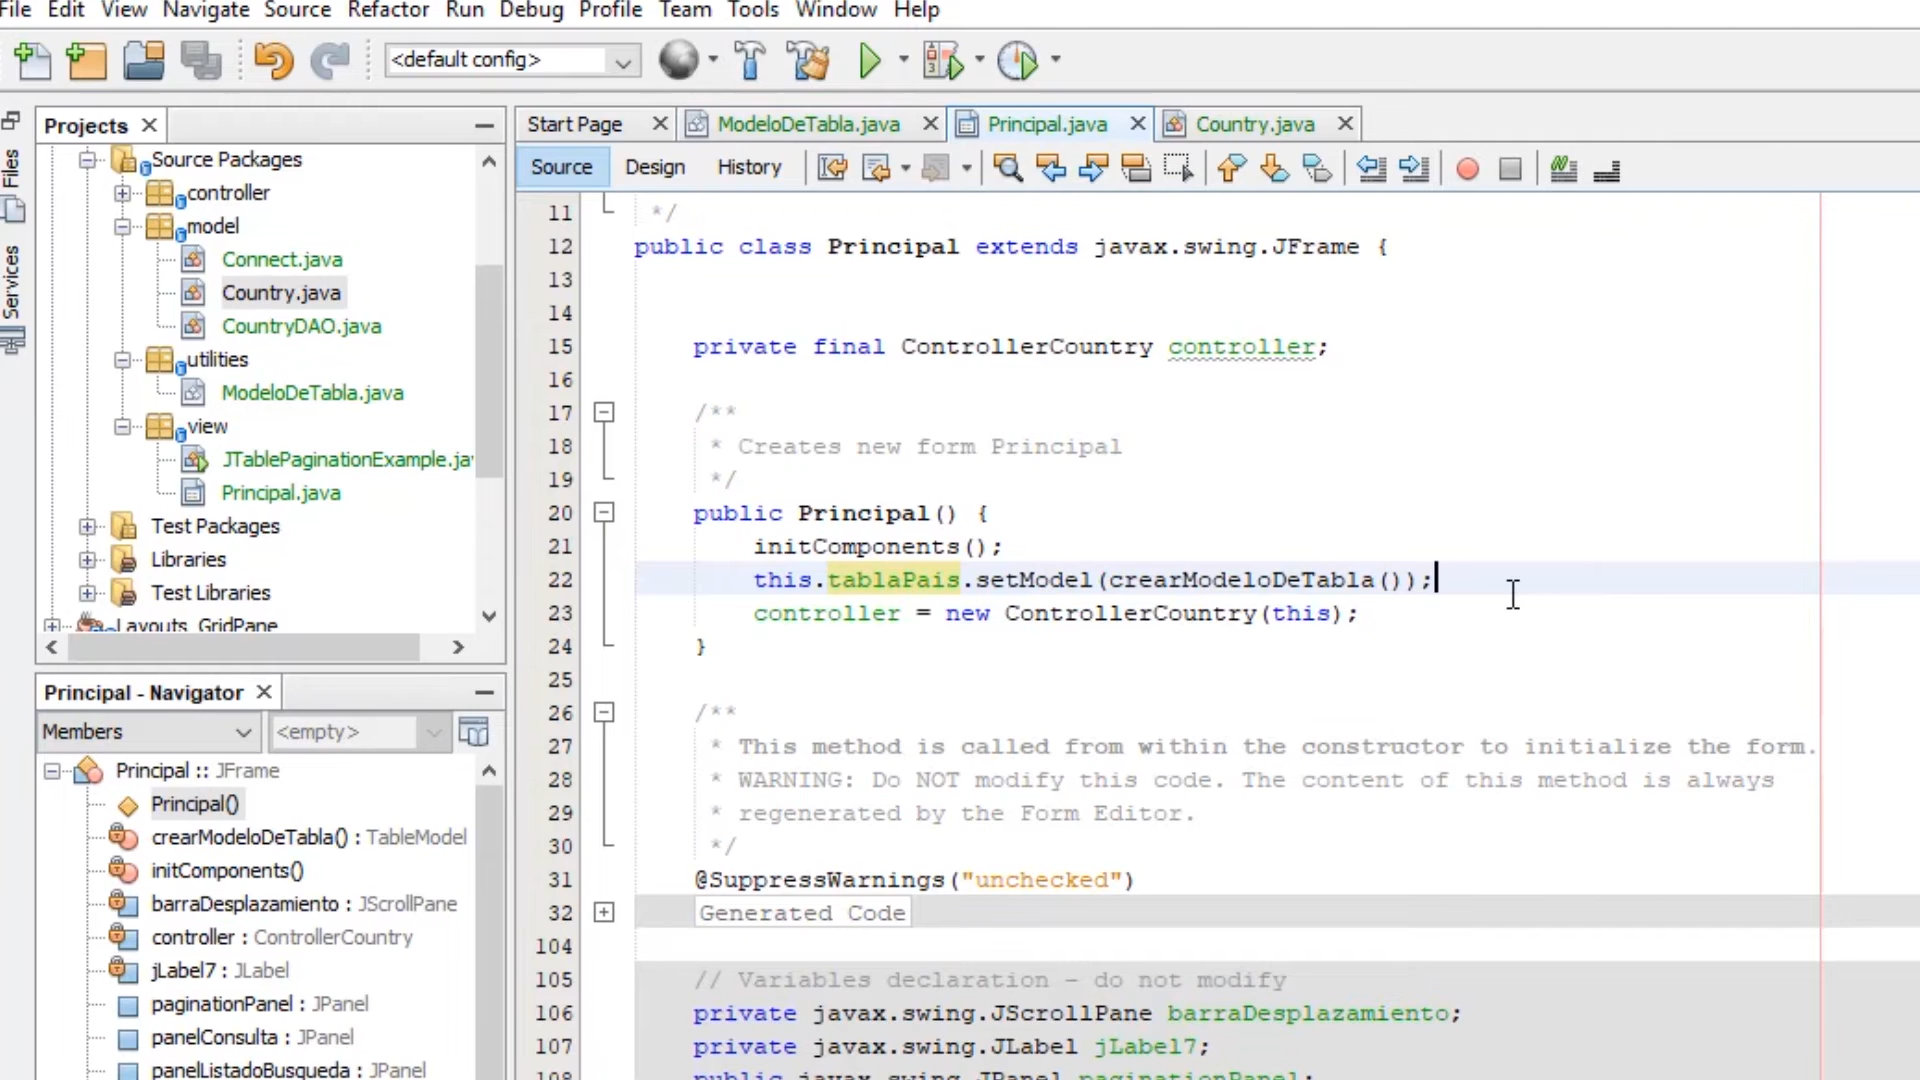 File Edit View Navigate Source Refactor Run Debug Profile Team Tools Window Help
<default config>
Files
Services
Projects
Source Packages
controller
model
Connect.java
Country.java
CountryDAO.java
utilities
ModeloDeTabla.java
view
JTablePaginationExample.ja
Principal.java
Test Packages
Libraries
Test Libraries
Layouts_GridPane
Principal - Navigator
Members
<empty>
Principal :: JFrame
Principal()
crearModeloDeTabla() : TableModel
initComponents()
barraDesplazamiento : JScrollPane
controller : ControllerCountry
jLabel7 : JLabel
paginationPanel : JPanel
panelConsulta : JPanel
panelListadoBusqueda : JPanel
Start Page ModeloDeTabla.java Principal.java Country.java
Source Design History
11 */
12 public class Principal extends javax.swing.JFrame {
13
14
15 private final ControllerCountry controller;
16
17 /**
18 * Creates new form Principal
19 */
20 public Principal() {
21 initComponents();
22 this.tablaPais.setModel(crearModeloDeTabla());
23 controller = new ControllerCountry(this);
24 }
25
26 /**
27 * This method is called from within the constructor to initialize the form.
28 * WARNING: Do NOT modify this code. The content of this method is always
29 * regenerated by the Form Editor.
30 */
31 @SuppressWarnings("unchecked")
32 Generated Code
104
105 // Variables declaration - do not modify
106 private javax.swing.JScrollPane barraDesplazamiento;
107 private javax.swing.JLabel jLabel7;
108 public javax.swing.JPanel paginationPanel;